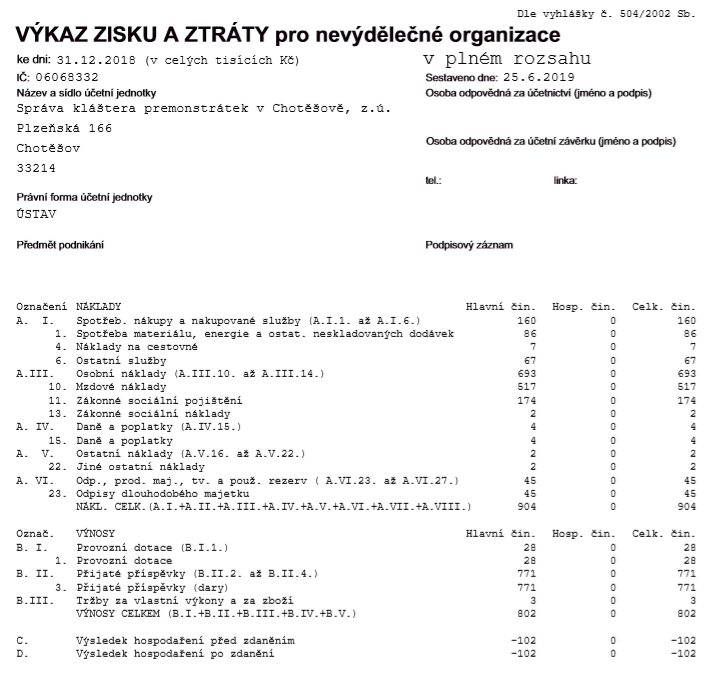 Dle vyhlášky č. 504/2002 Sb.
VÝKAZ ZISKU A ZTRÁTY pro nevýdělečné organizace
ke dni: 31.12.2018 (v celých tisících Kč) v plném rozsahu
IČ: 06068332 Sestaveno dne: 25.6.2019
Název a sídlo účetní jednotky Osoba odpovědná za účetnictví (jméno a podpis)
Správa kláštera premonstrátek v Chotěšově, z.ú.
Plzeňská 166
Chotěšov Osoba odpovědná za účetní závěrku (jméno a podpis)
33214
tel.: linka:
Právní forma účetní jednotky
ÚSTAV
Předmět podnikání Podpisový záznam
Označení NÁKLADY Hlavní čin. Hosp. čin. Celk. čin.
A. I. Spotřeb. nákupy a nakupované služby (A.I.1. až A.I.6.) 160 0 160
1. Spotřeba materiálu, energie a ostat. neskladovaných dodávek 86 0 86
4. Náklady na cestovné 7 0 7
6. Ostatní služby 67 0 67
A.III. Osobní náklady (A.III.10. až A.III.14.) 693 0 693
10. Mzdové náklady 517 0 517
11. Zákonné sociální pojištění 174 0 174
13. Zákonné sociální náklady 2 0 2
A. IV. Daně a poplatky (A.IV.15.) 4 0 4
15. Daně a poplatky 4 0 4
A. V. Ostatní náklady (A.V.16. až A.V.22.) 2 0 2
22. Jiné ostatní náklady 2 0 2
A. VI. Odp., prod. maj., tv. a použ. rezerv ( A.VI.23. až A.VI.27.) 45 0 45
23. Odpisy dlouhodobého majetku 45 0 45
NÁKL. CELK.(A.I.+A.II.+A.III.+A.IV.+A.V.+A.VI.+A.VII.+A.VIII.) 904 0 904
Označ. VÝNOSY Hlavní čin. Hosp. čin. Celk. čin.
B. I. Provozní dotace (B.I.1.) 28 0 28
1. Provozní dotace 28 0 28
B. II. Přijaté příspěvky (B.II.2. až B.II.4.) 771 0 771
3. Přijaté příspěvky (dary) 771 0 771
B.III. Tržby za vlastní výkony a za zboží 3 0 3
VÝNOSY CELKEM (B.I.+B.II.+B.III.+B.IV.+B.V.) 802 0 802
C. Výsledek hospodaření před zdaněním -102 0 -102
D. Výsledek hospodaření po zdanění -102 0 -102